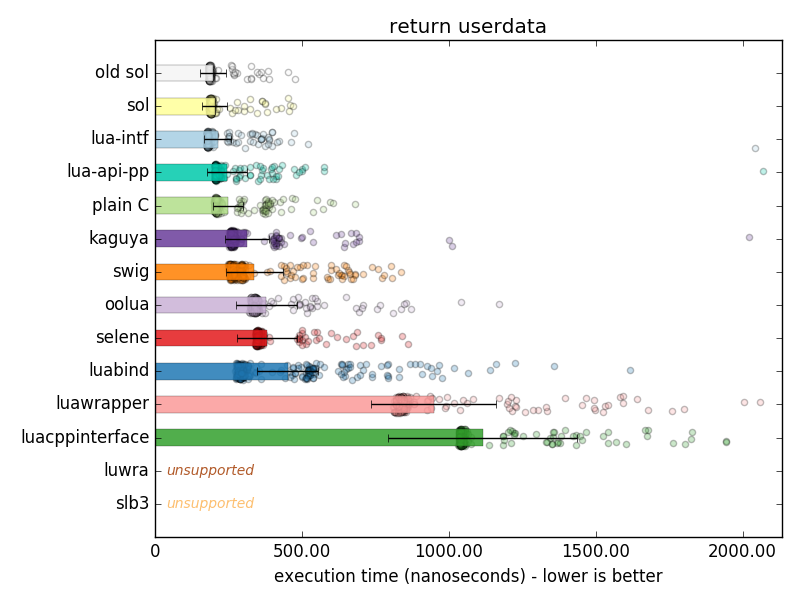 return userdata
old sol
sol
lua-intf
lua-api-pp
plain C
kaguya
swig
oolua
selene
luabind
luawrapper
luacppinterface
luwra unsupported
slb3 unsupported
0 500.00 1000.00 1500.00 2000.00
execution time (nanoseconds) - lower is better